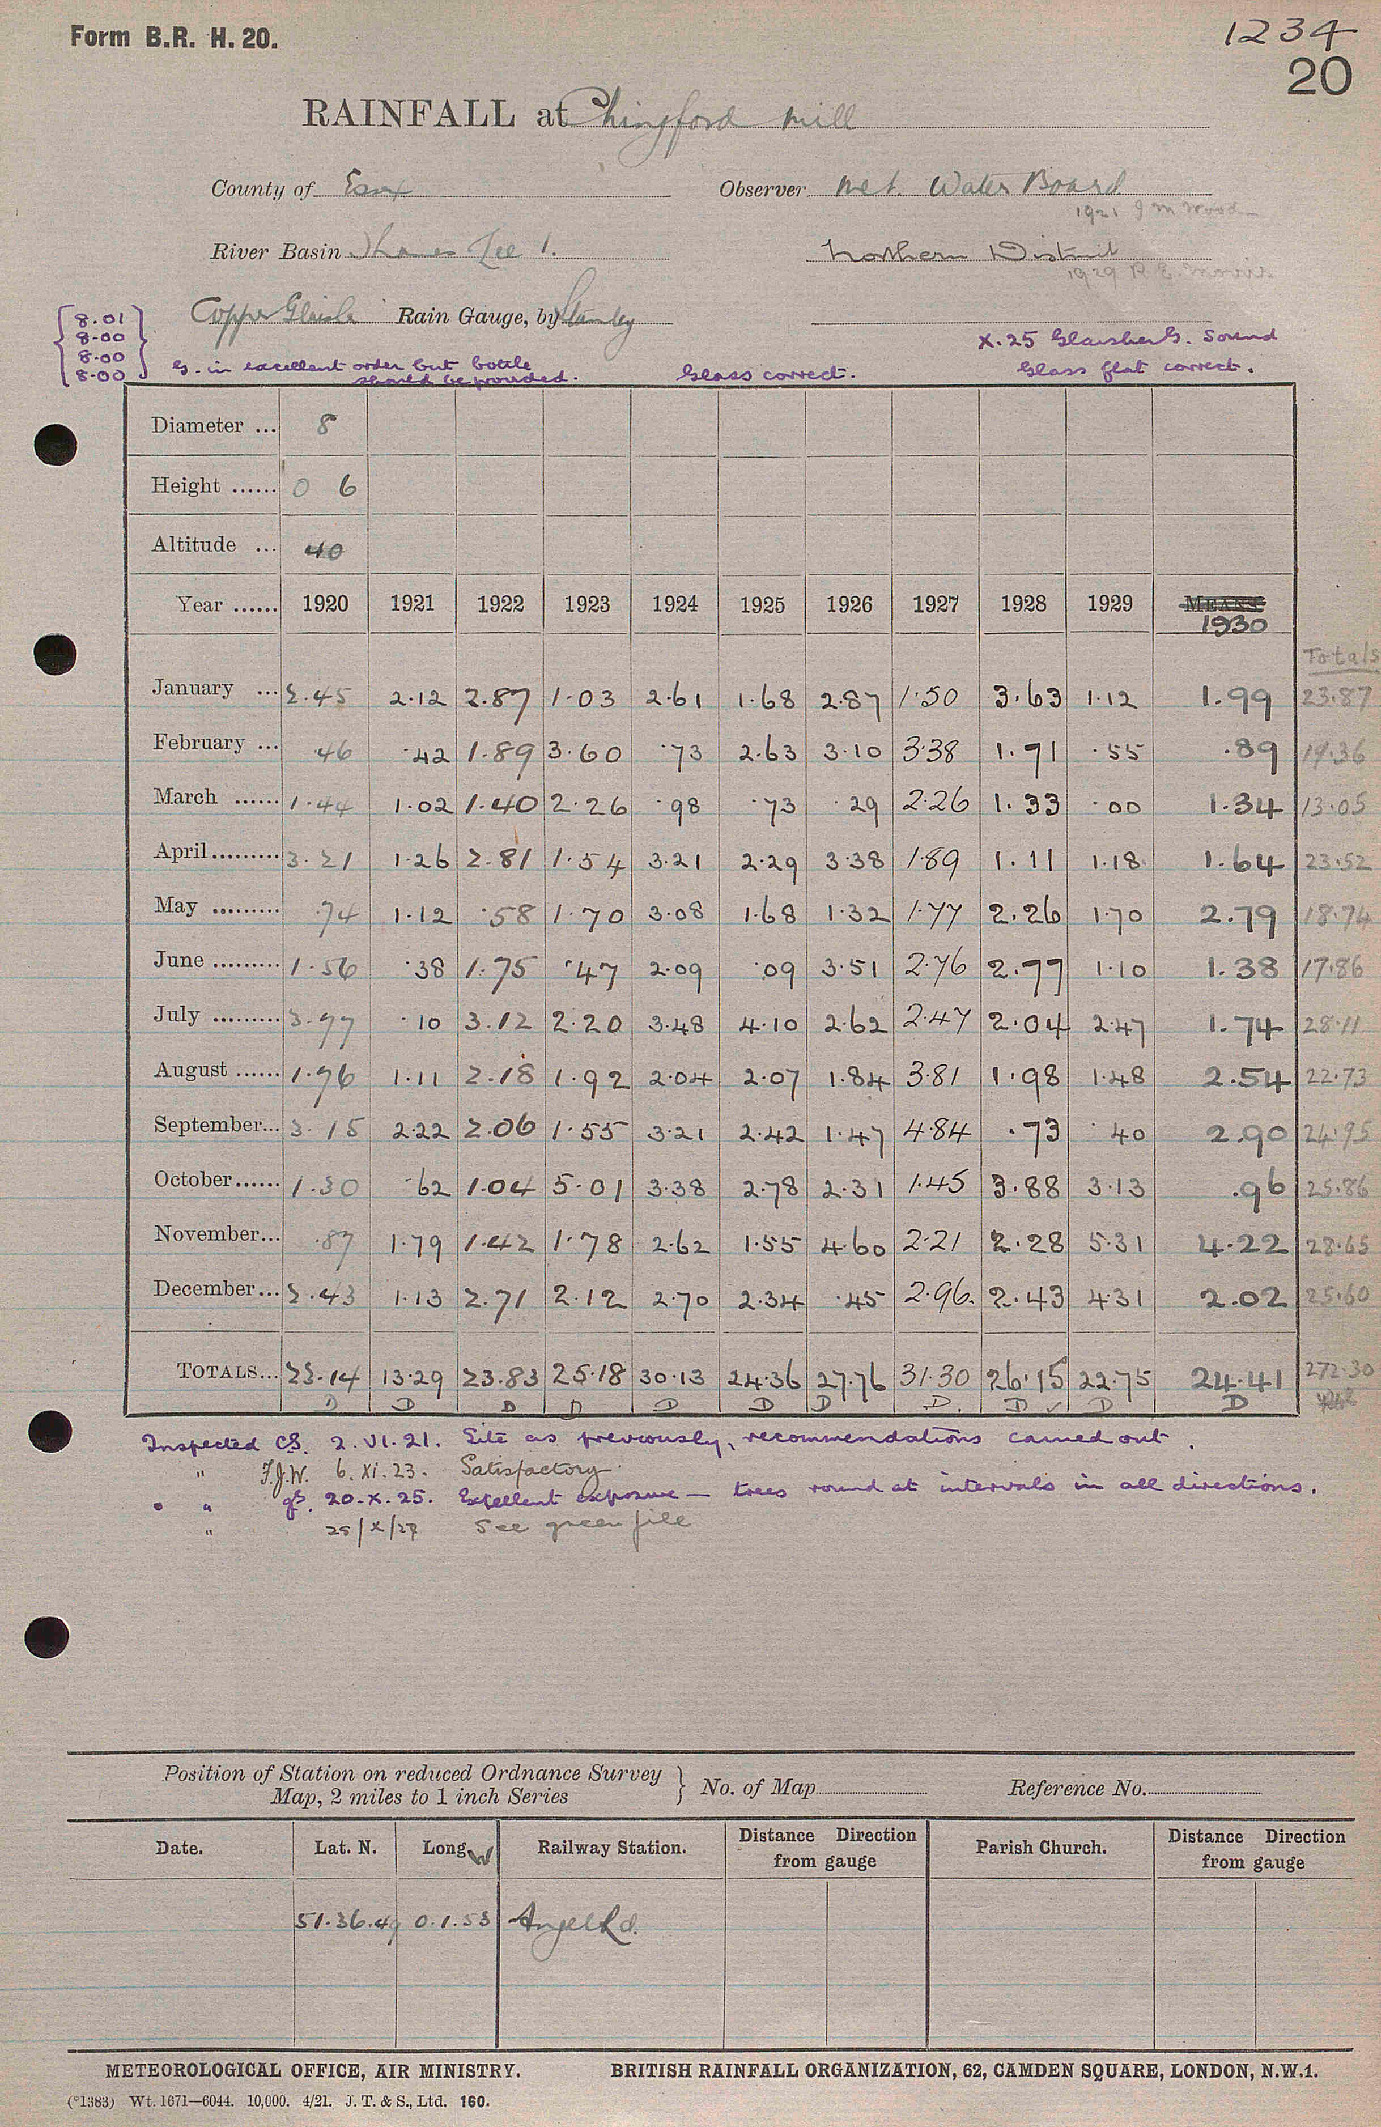 Form B.R. H. 20.
1234
20
RAINFALL at Chingford Mill
County of Essex Observer Met. Water Board
1921 J M Wood
River Basin Thames Lee 1. Northern District
1929 R. E. Morris
Copper Glaisher Rain Gauge, by Stanley
8.01
8.00
8.00
8.00
X.25 Glaisher G. Sound
Glass flat correct.
G. in excellent order but bottle
should be provided. Glass correct.
Diameter ... 8
Height ...... 0 6
Altitude ... 40
Year ...... 1920 1921 1922 1923 1924 1925 1926 1927 1928 1929 MEANS
1930
Totals
January ... 2.45 2.12 2.87 1.03 2.61 1.68 2.87 1.50 3.63 1.12 1.99 23.87
February ... .46 .42 1.89 3.60 .73 2.63 3.10 3.38 1.71 .55 .89 19.36
March ...... 1.44 1.02 1.40 2.26 .98 .73 .29 2.26 1.33 .00 1.34 13.05
April......... 3.21 1.26 2.81 1.54 3.21 2.29 3.38 1.89 1.11 1.18 1.64 23.52
May ......... .74 1.12 .58 1.70 3.08 1.68 1.32 1.77 2.26 1.70 2.79 18.74
June ......... 1.56 .38 1.75 .47 2.09 .09 3.51 2.76 2.77 1.10 1.38 17.86
July ......... 3.77 .10 3.12 2.20 3.48 4.10 2.62 2.47 2.04 2.47 1.74 28.11
August ...... 1.76 1.11 2.18 1.92 2.04 2.07 1.84 3.81 1.98 1.48 2.54 22.73
September... 3.15 2.22 2.06 1.55 3.21 2.42 1.47 4.84 .73 .40 2.90 24.95
October...... 1.30 .62 1.04 5.01 3.38 2.78 2.31 1.45 3.88 3.13 .96 25.86
November... .87 1.79 1.42 1.78 2.62 1.55 4.60 2.21 2.28 5.31 4.22 28.65
December... 2.43 1.13 2.71 2.12 2.70 2.34 .45 2.96 2.43 4.31 2.02 25.60
TOTALS... 23.14 13.29 23.83 25.18 30.13 24.36 27.76 31.30 26.15 22.75 24.41 272.30
D D D D D D D D. D ✓ D D
Inspected CS. 2.VI.21. Site as previously, recommendations carried out.
" F.J.W. 6.XI.23. Satisfactory
" " gS. 20.X.25. Excellent exposure — trees round at intervals in all directions.
" 25/X/27 See green file
Position of Station on reduced Ordnance Survey
Map, 2 miles to 1 inch Series } No. of Map Reference No.
Date. Lat. N. Long. W Railway Station. Distance Direction from gauge Parish Church. Distance Direction from gauge
51.36.49 0.1.53 Angel Rd.
METEOROLOGICAL OFFICE, AIR MINISTRY. BRITISH RAINFALL ORGANIZATION, 62, CAMDEN SQUARE, LONDON, N.W.1.
(*1383) Wt. 1671—6044. 10,000. 4/21. J. T. & S., Ltd. 160.